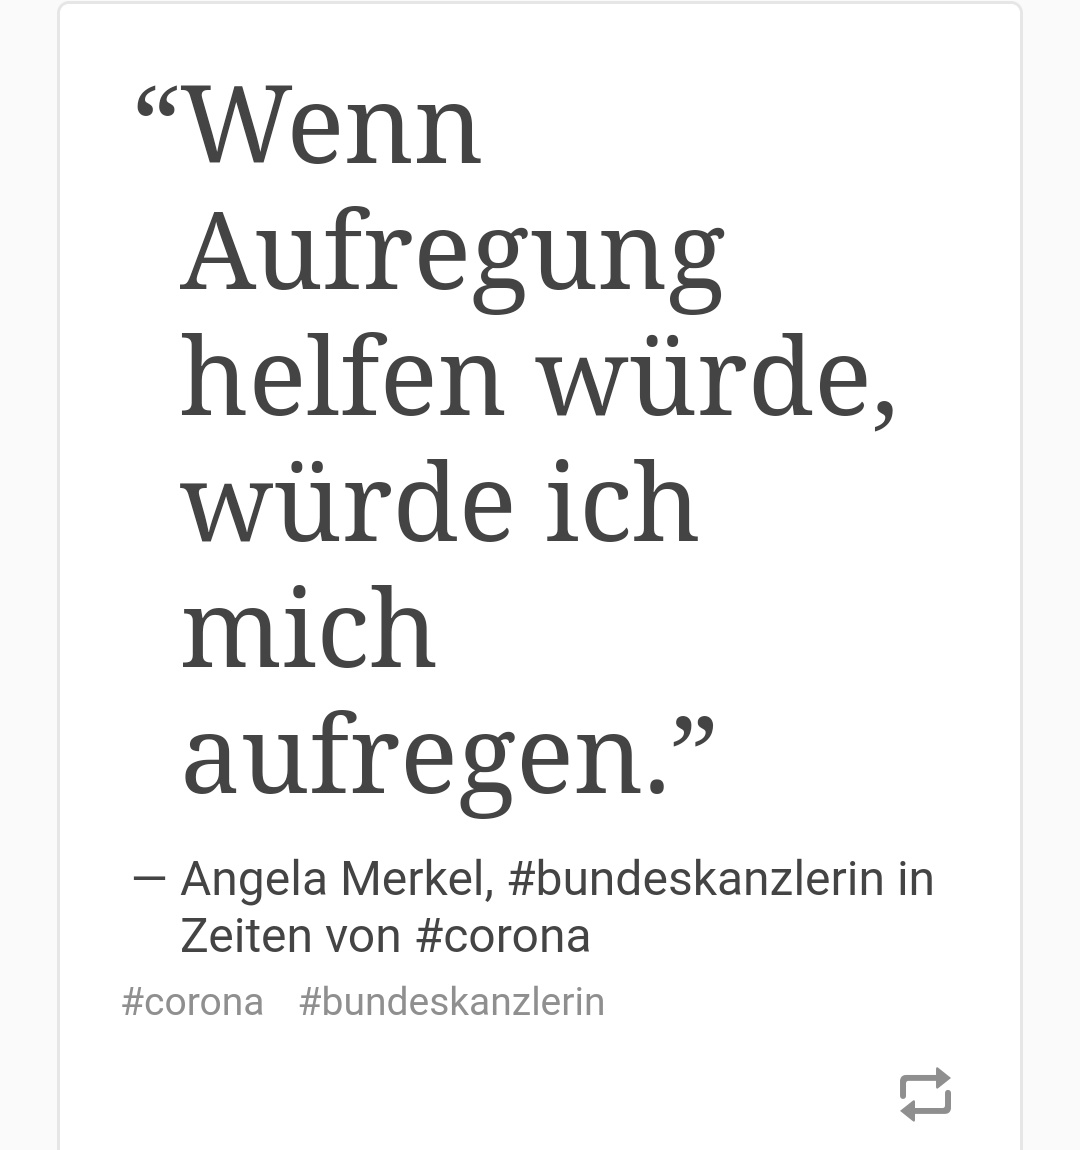 “Wenn
Aufregung
helfen würde,
würde ich
mich
aufregen.”
— Angela Merkel, #bundeskanzlerin in
Zeiten von #corona
#corona #bundeskanzlerin